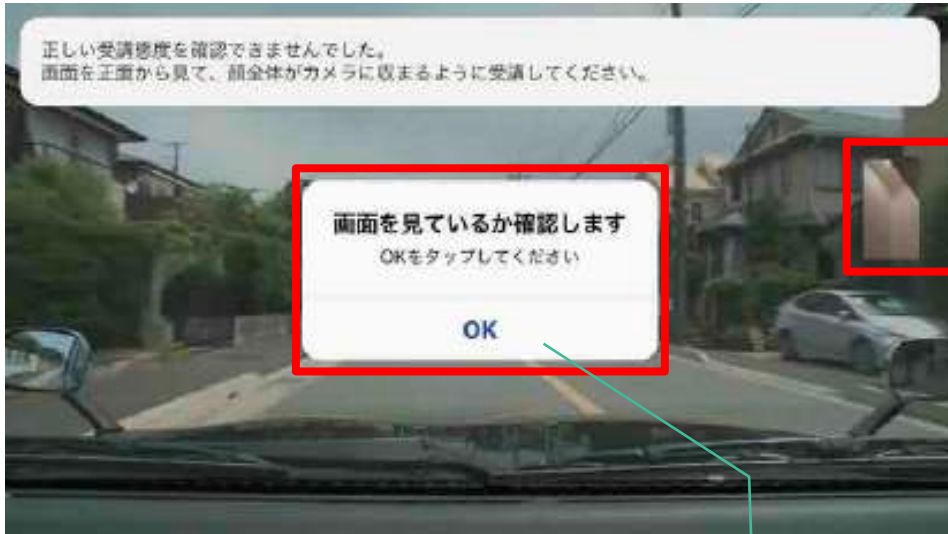 正しい受講態度を確認できませんでした。
画面を正面から見て、顔全体がカメラに収まるように受講してください。
画面を見ているか確認します
OKをタップしてください
OK